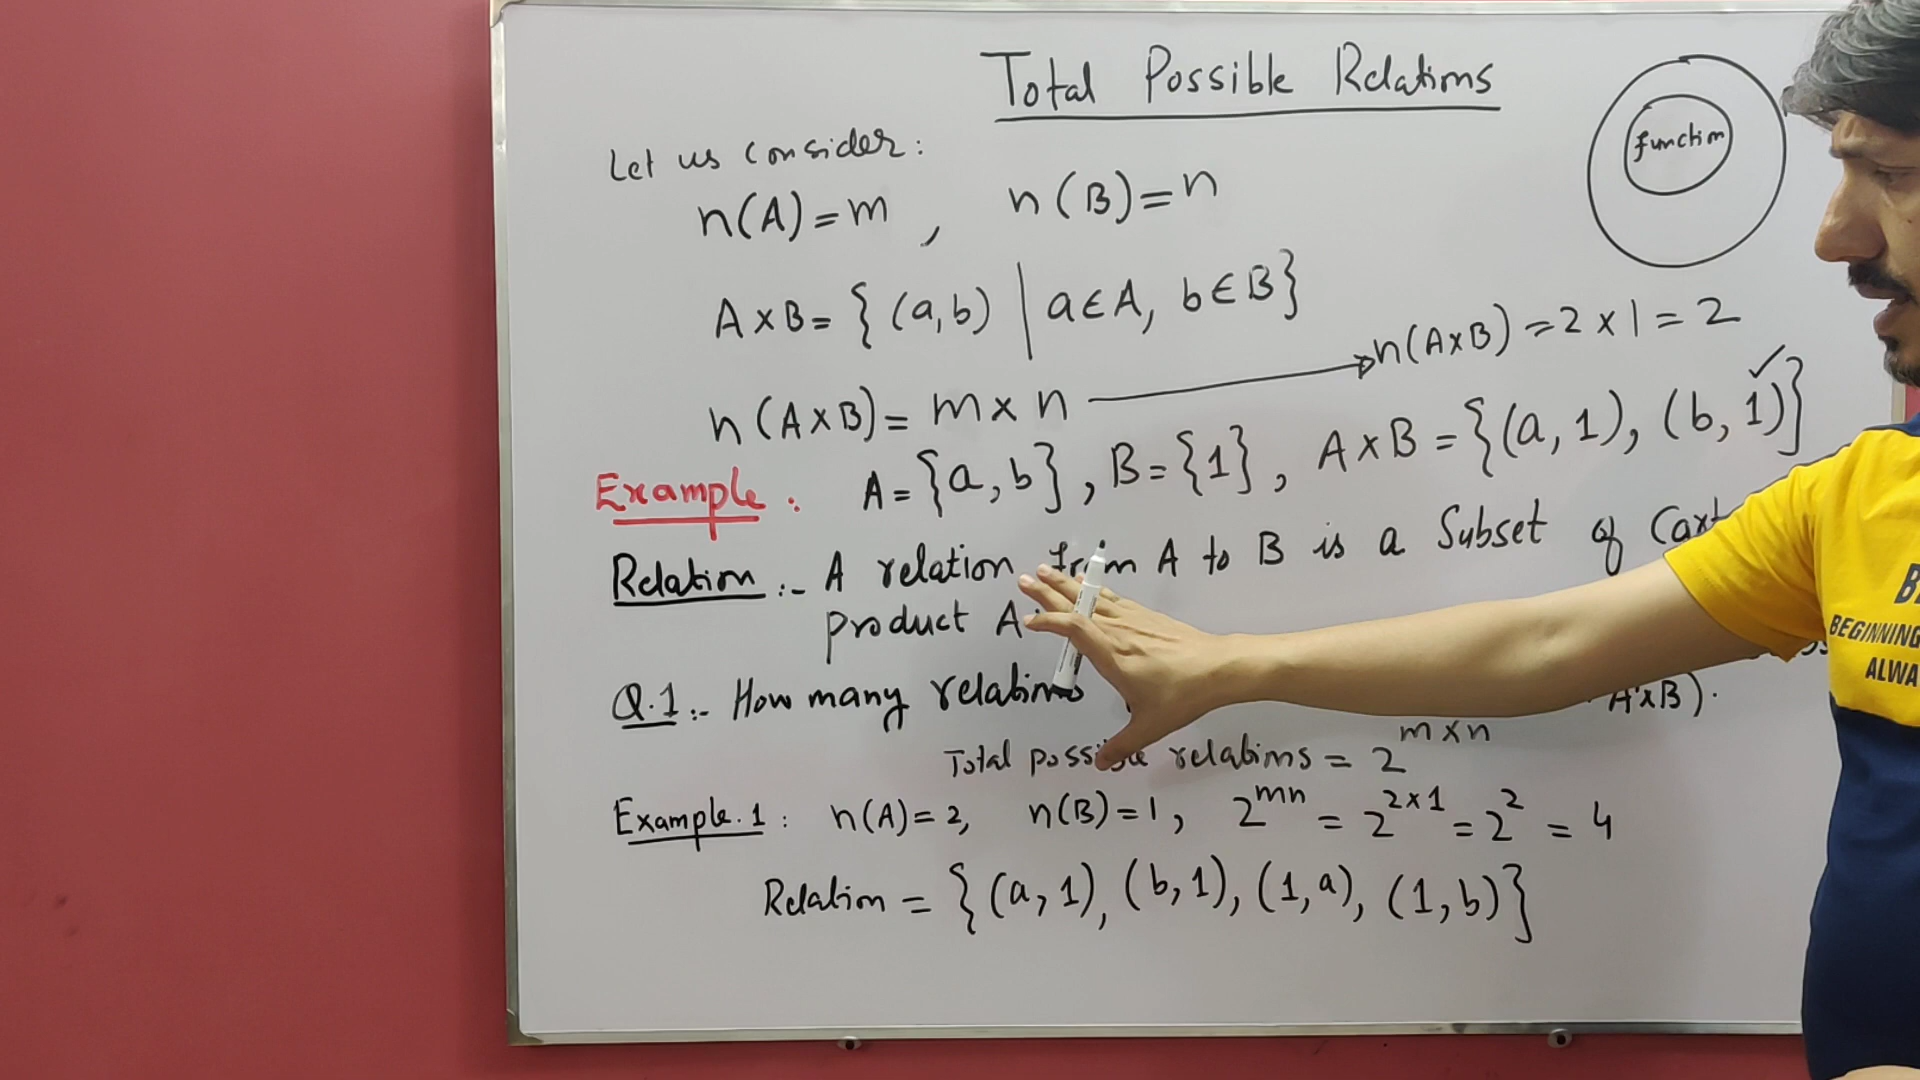 Total Possible Relations
function
Let us consider:
n(A)=m , n(B)=n
A×B= { (a,b) | a∈A, b∈B}
n(A×B) = 2 × 1 = 2
n(A×B)= m × n
Example : A={a, b}, B={1}, A×B = {(a, 1), (b, 1)} ✓
Relation :- A relation from A to B is a Subset of
product
Q.1:- How many relations
A×B).
Total possible relations = 2^{m×n}
Example.1 : n(A)=2, n(B)=1, 2^{mn} = 2^{2×1} = 2^2 = 4
Relation = {(a, 1), (b, 1), (1, a), (1, b)}
BEGINNING